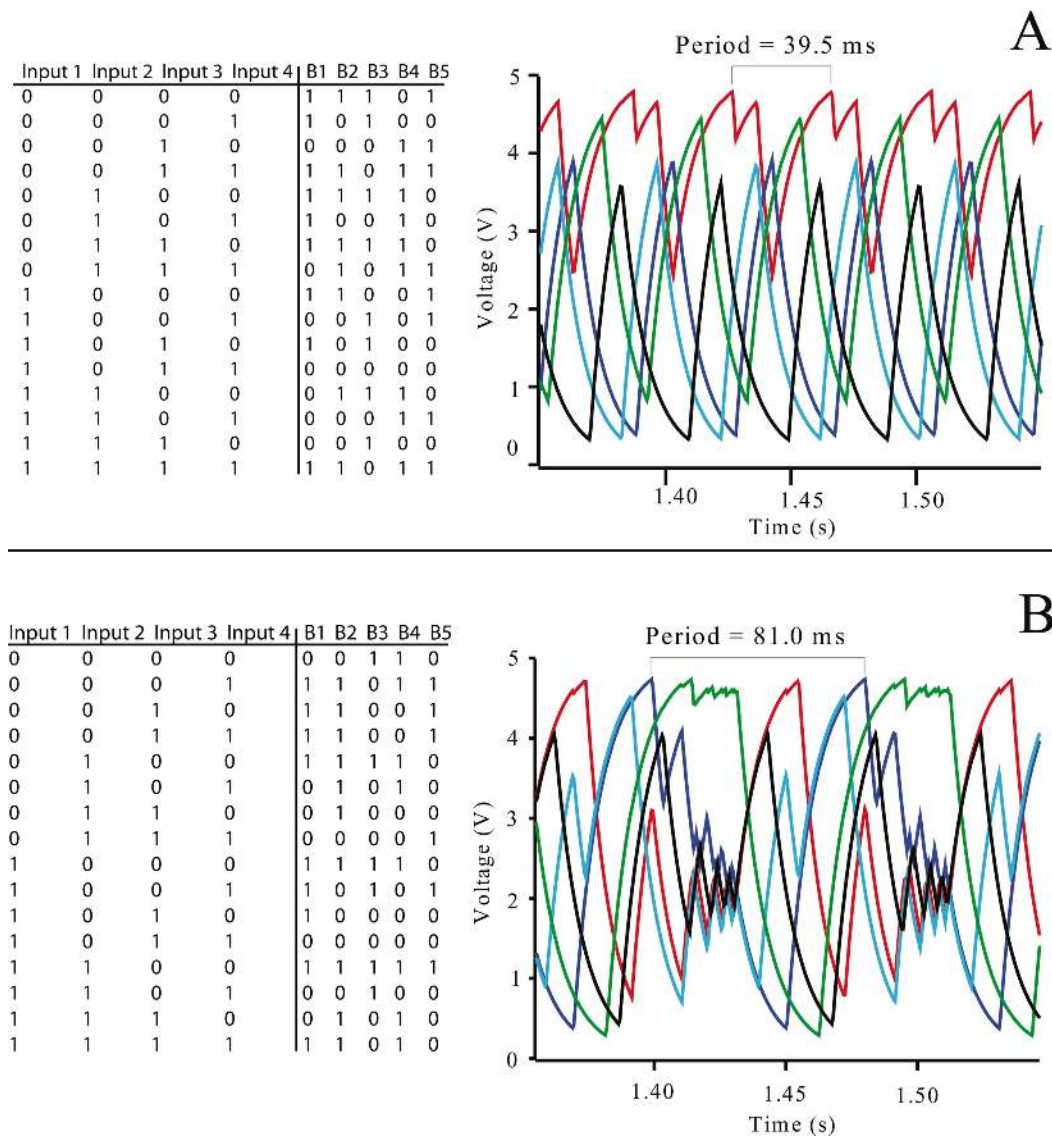 A
Input 1 Input 2 Input 3 Input 4 B1 B2 B3 B4 B5
0 0 0 0 1 1 1 0 1
0 0 0 1 1 0 1 0 0
0 0 1 0 0 0 0 1 1
0 0 1 1 1 1 0 1 1
0 1 0 0 1 1 1 1 0
0 1 0 1 1 0 0 1 0
0 1 1 0 1 1 1 1 0
0 1 1 1 0 1 0 1 1
1 0 0 0 1 1 0 0 1
1 0 0 1 0 0 1 0 1
1 0 1 0 1 0 1 0 0
1 0 1 1 0 0 0 0 0
1 1 0 0 0 1 1 1 0
1 1 0 1 0 0 0 1 1
1 1 1 0 0 0 1 0 0
1 1 1 1 1 1 0 1 1
Period = 39.5 ms
5
4
3
2
1
0
Voltage (V)
1.40 1.45 1.50
Time (s)
B
Input 1 Input 2 Input 3 Input 4 B1 B2 B3 B4 B5
0 0 0 0 0 0 1 1 0
0 0 0 1 1 1 0 1 1
0 0 1 0 1 1 0 0 1
0 0 1 1 1 1 0 0 1
0 1 0 0 1 1 1 1 0
0 1 0 1 0 1 0 0 0
0 1 1 0 0 1 0 0 0
0 1 1 1 0 0 0 0 1
1 0 0 0 1 1 1 1 0
1 0 0 1 1 0 1 0 1
1 0 1 0 1 0 0 0 0
1 0 1 1 0 0 0 0 0
1 1 0 0 1 1 1 1 1
1 1 0 1 0 0 1 0 0
1 1 1 0 0 1 0 1 0
1 1 1 1 1 1 0 1 0
Period = 81.0 ms
5
4
3
2
1
0
Voltage (V)
1.40 1.45 1.50
Time (s)